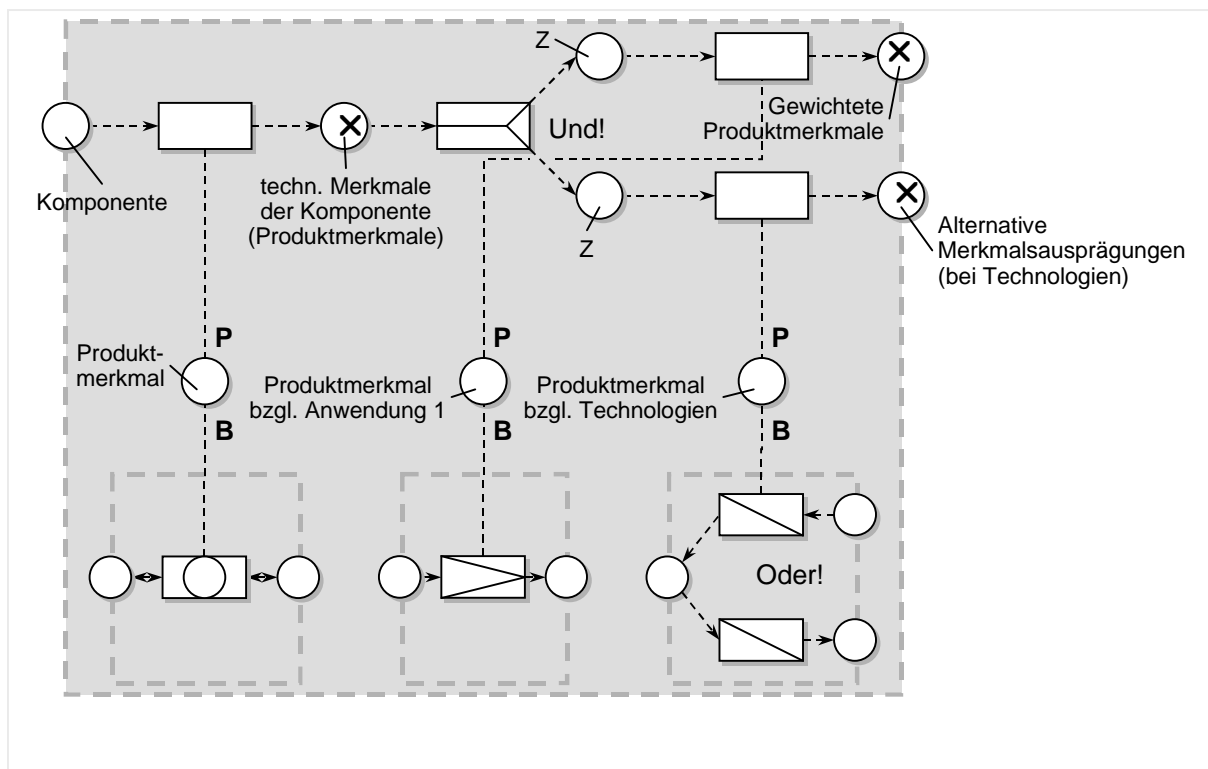 Z
Und!
Gewichtete
Produktmerkmale
Komponente
techn. Merkmale
der Komponente
(Produktmerkmale)
Z
Alternative
Merkmalsausprägungen
(bei Technologien)
P
P
P
Produkt-
merkmal
Produktmerkmal
bzgl. Anwendung 1
Produktmerkmal
bzgl. Technologien
B
B
B
Oder!